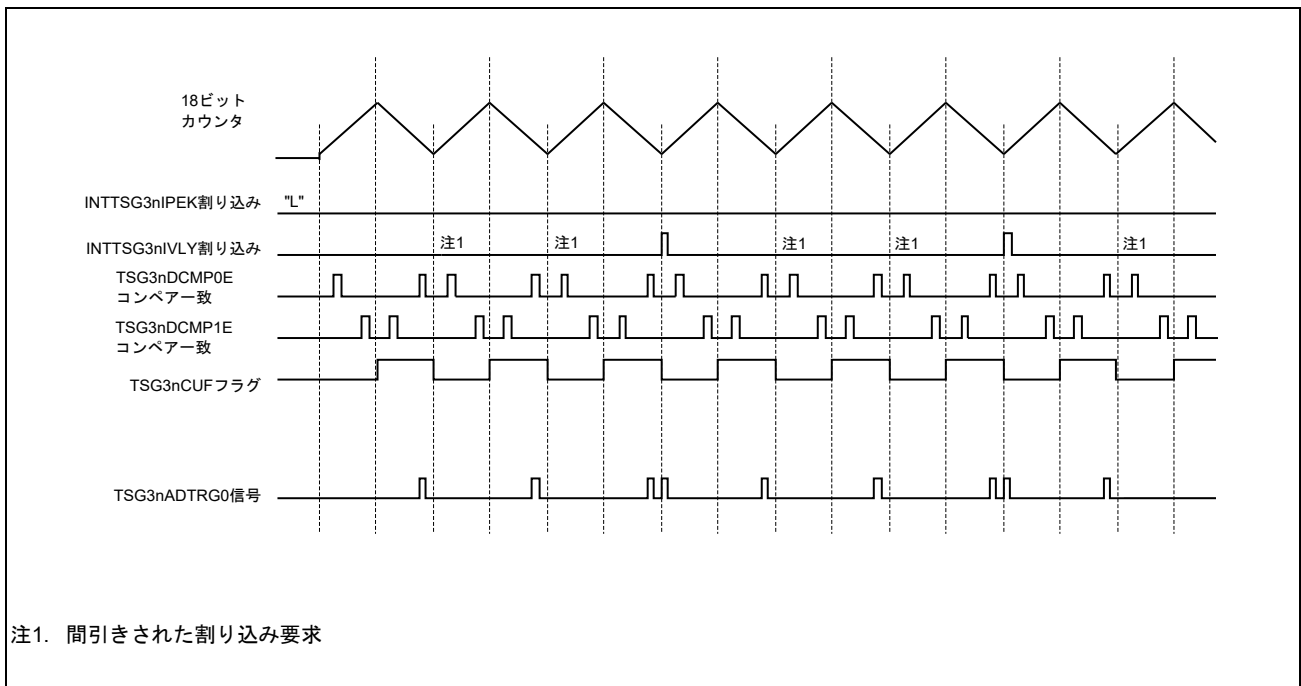 18ビット
カウンタ
INTTSG3nIPEK割り込み "L"
INTTSG3nIVLY割り込み 注1 注1 注1 注1 注1
TSG3nDCMP0E
コンペア一致
TSG3nDCMP1E
コンペア一致
TSG3nCUFフラグ
TSG3nADTRG0信号
注1. 間引きされた割り込み要求